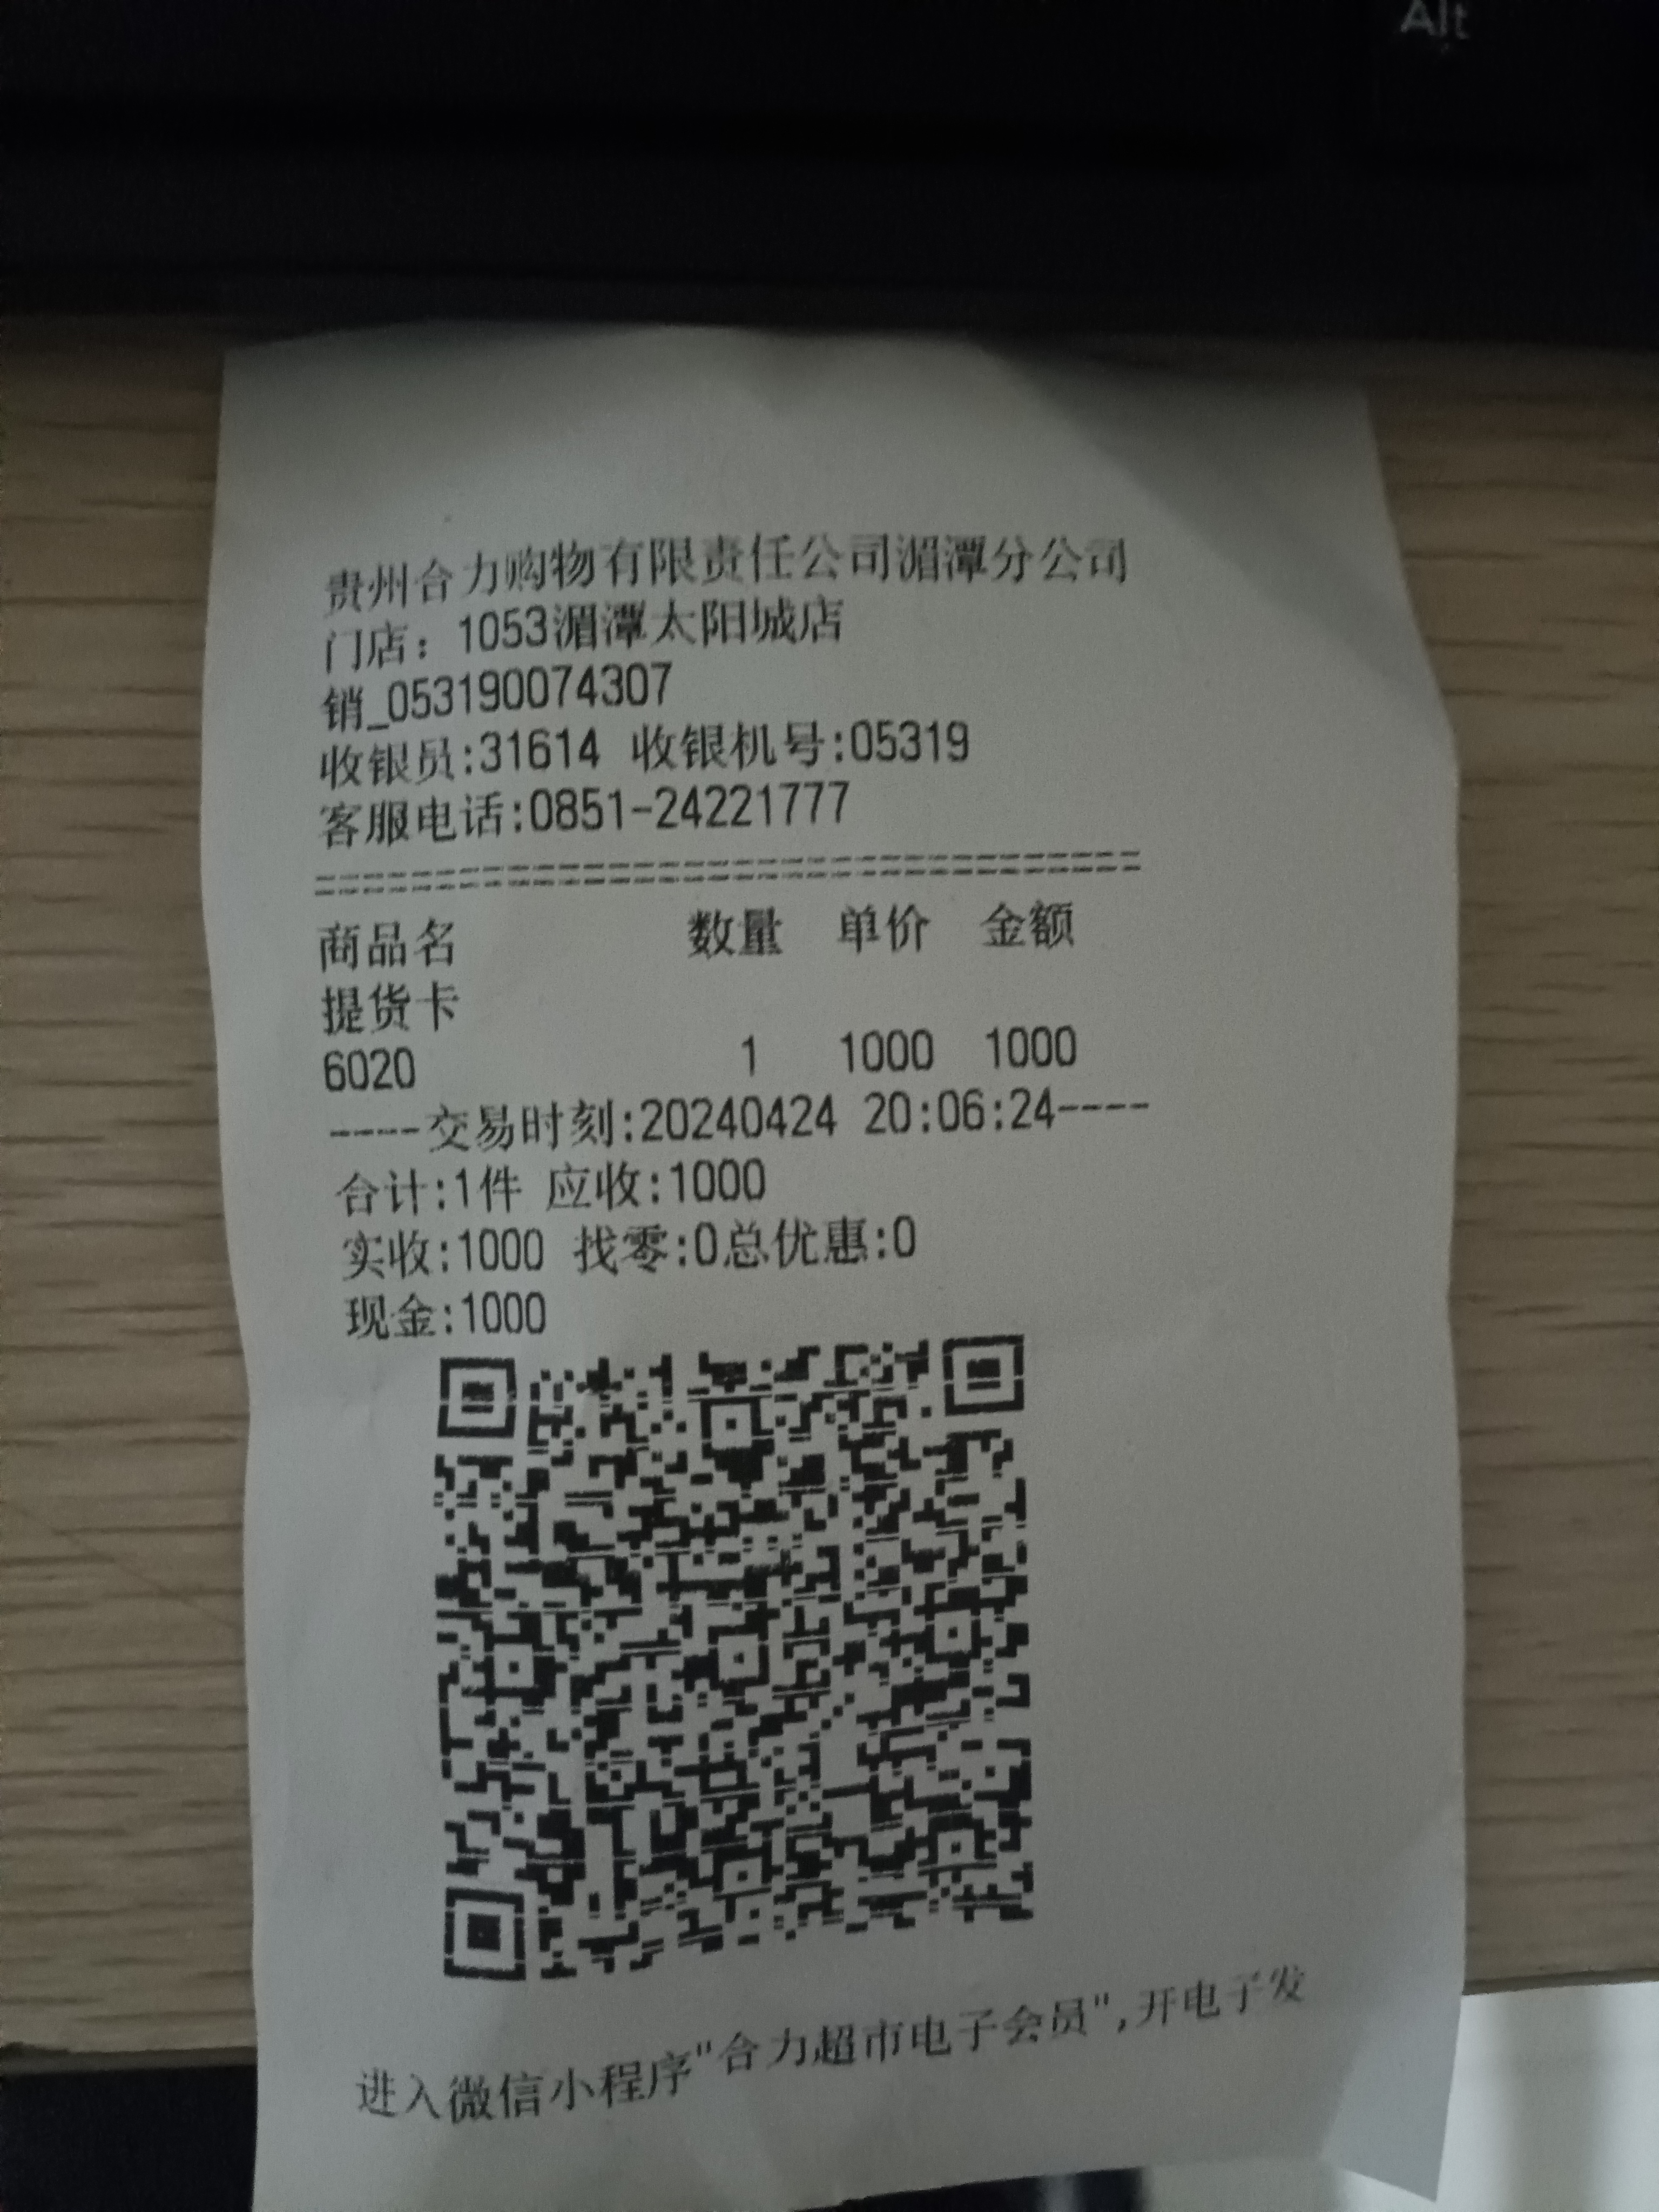 Alt
贵州合力购物有限责任公司湄潭分公司
门店：1053湄潭太阳城店
销_053190074307
收银员:31614 收银机号:05319
客服电话:0851-24221777
==================================
商品名 数量 单价 金额
提货卡
6020 1 1000 1000
----交易时刻:20240424 20:06:24----
合计:1件 应收:1000
实收:1000 找零:0总优惠:0
现金:1000
进入微信小程序"合力超市电子会员",开电子发